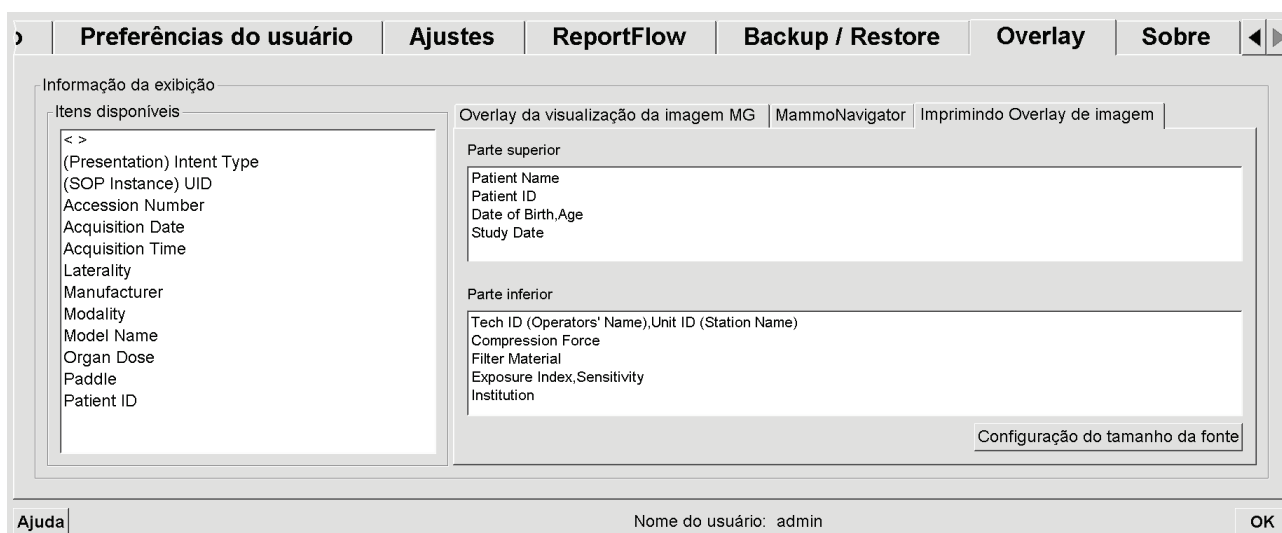 Preferências do usuário
Ajustes
ReportFlow
Backup / Restore
Overlay
Sobre
Informação da exibição
Itens disponíveis
< >
(Presentation) Intent Type
(SOP Instance) UID
Accession Number
Acquisition Date
Acquisition Time
Laterality
Manufacturer
Modality
Model Name
Organ Dose
Paddle
Patient ID
Overlay da visualização da imagem MG
MammoNavigator
Imprimindo Overlay de imagem
Parte superior
Patient Name
Patient ID
Date of Birth,Age
Study Date
Parte inferior
Tech ID (Operators' Name),Unit ID (Station Name)
Compression Force
Filter Material
Exposure Index,Sensitivity
Institution
Configuração do tamanho da fonte
Ajuda
Nome do usuário: admin
OK